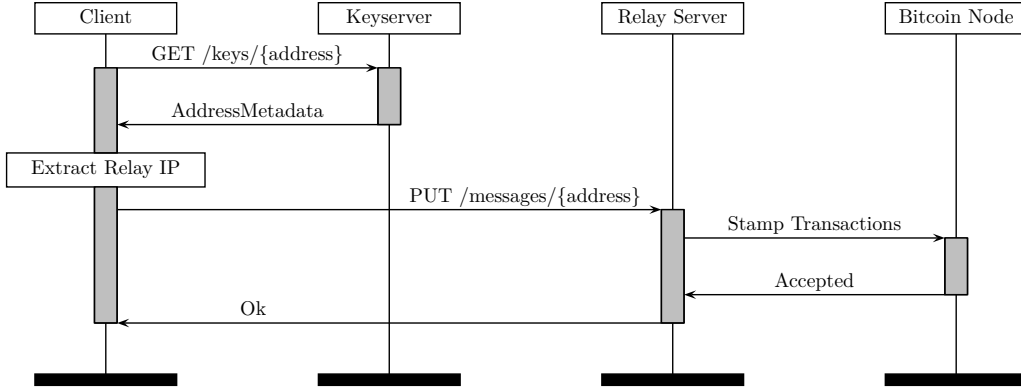 Client
Keyserver
Relay Server
Bitcoin Node
GET /keys/{address}
AddressMetadata
Extract Relay IP
PUT /messages/{address}
Stamp Transactions
Accepted
Ok